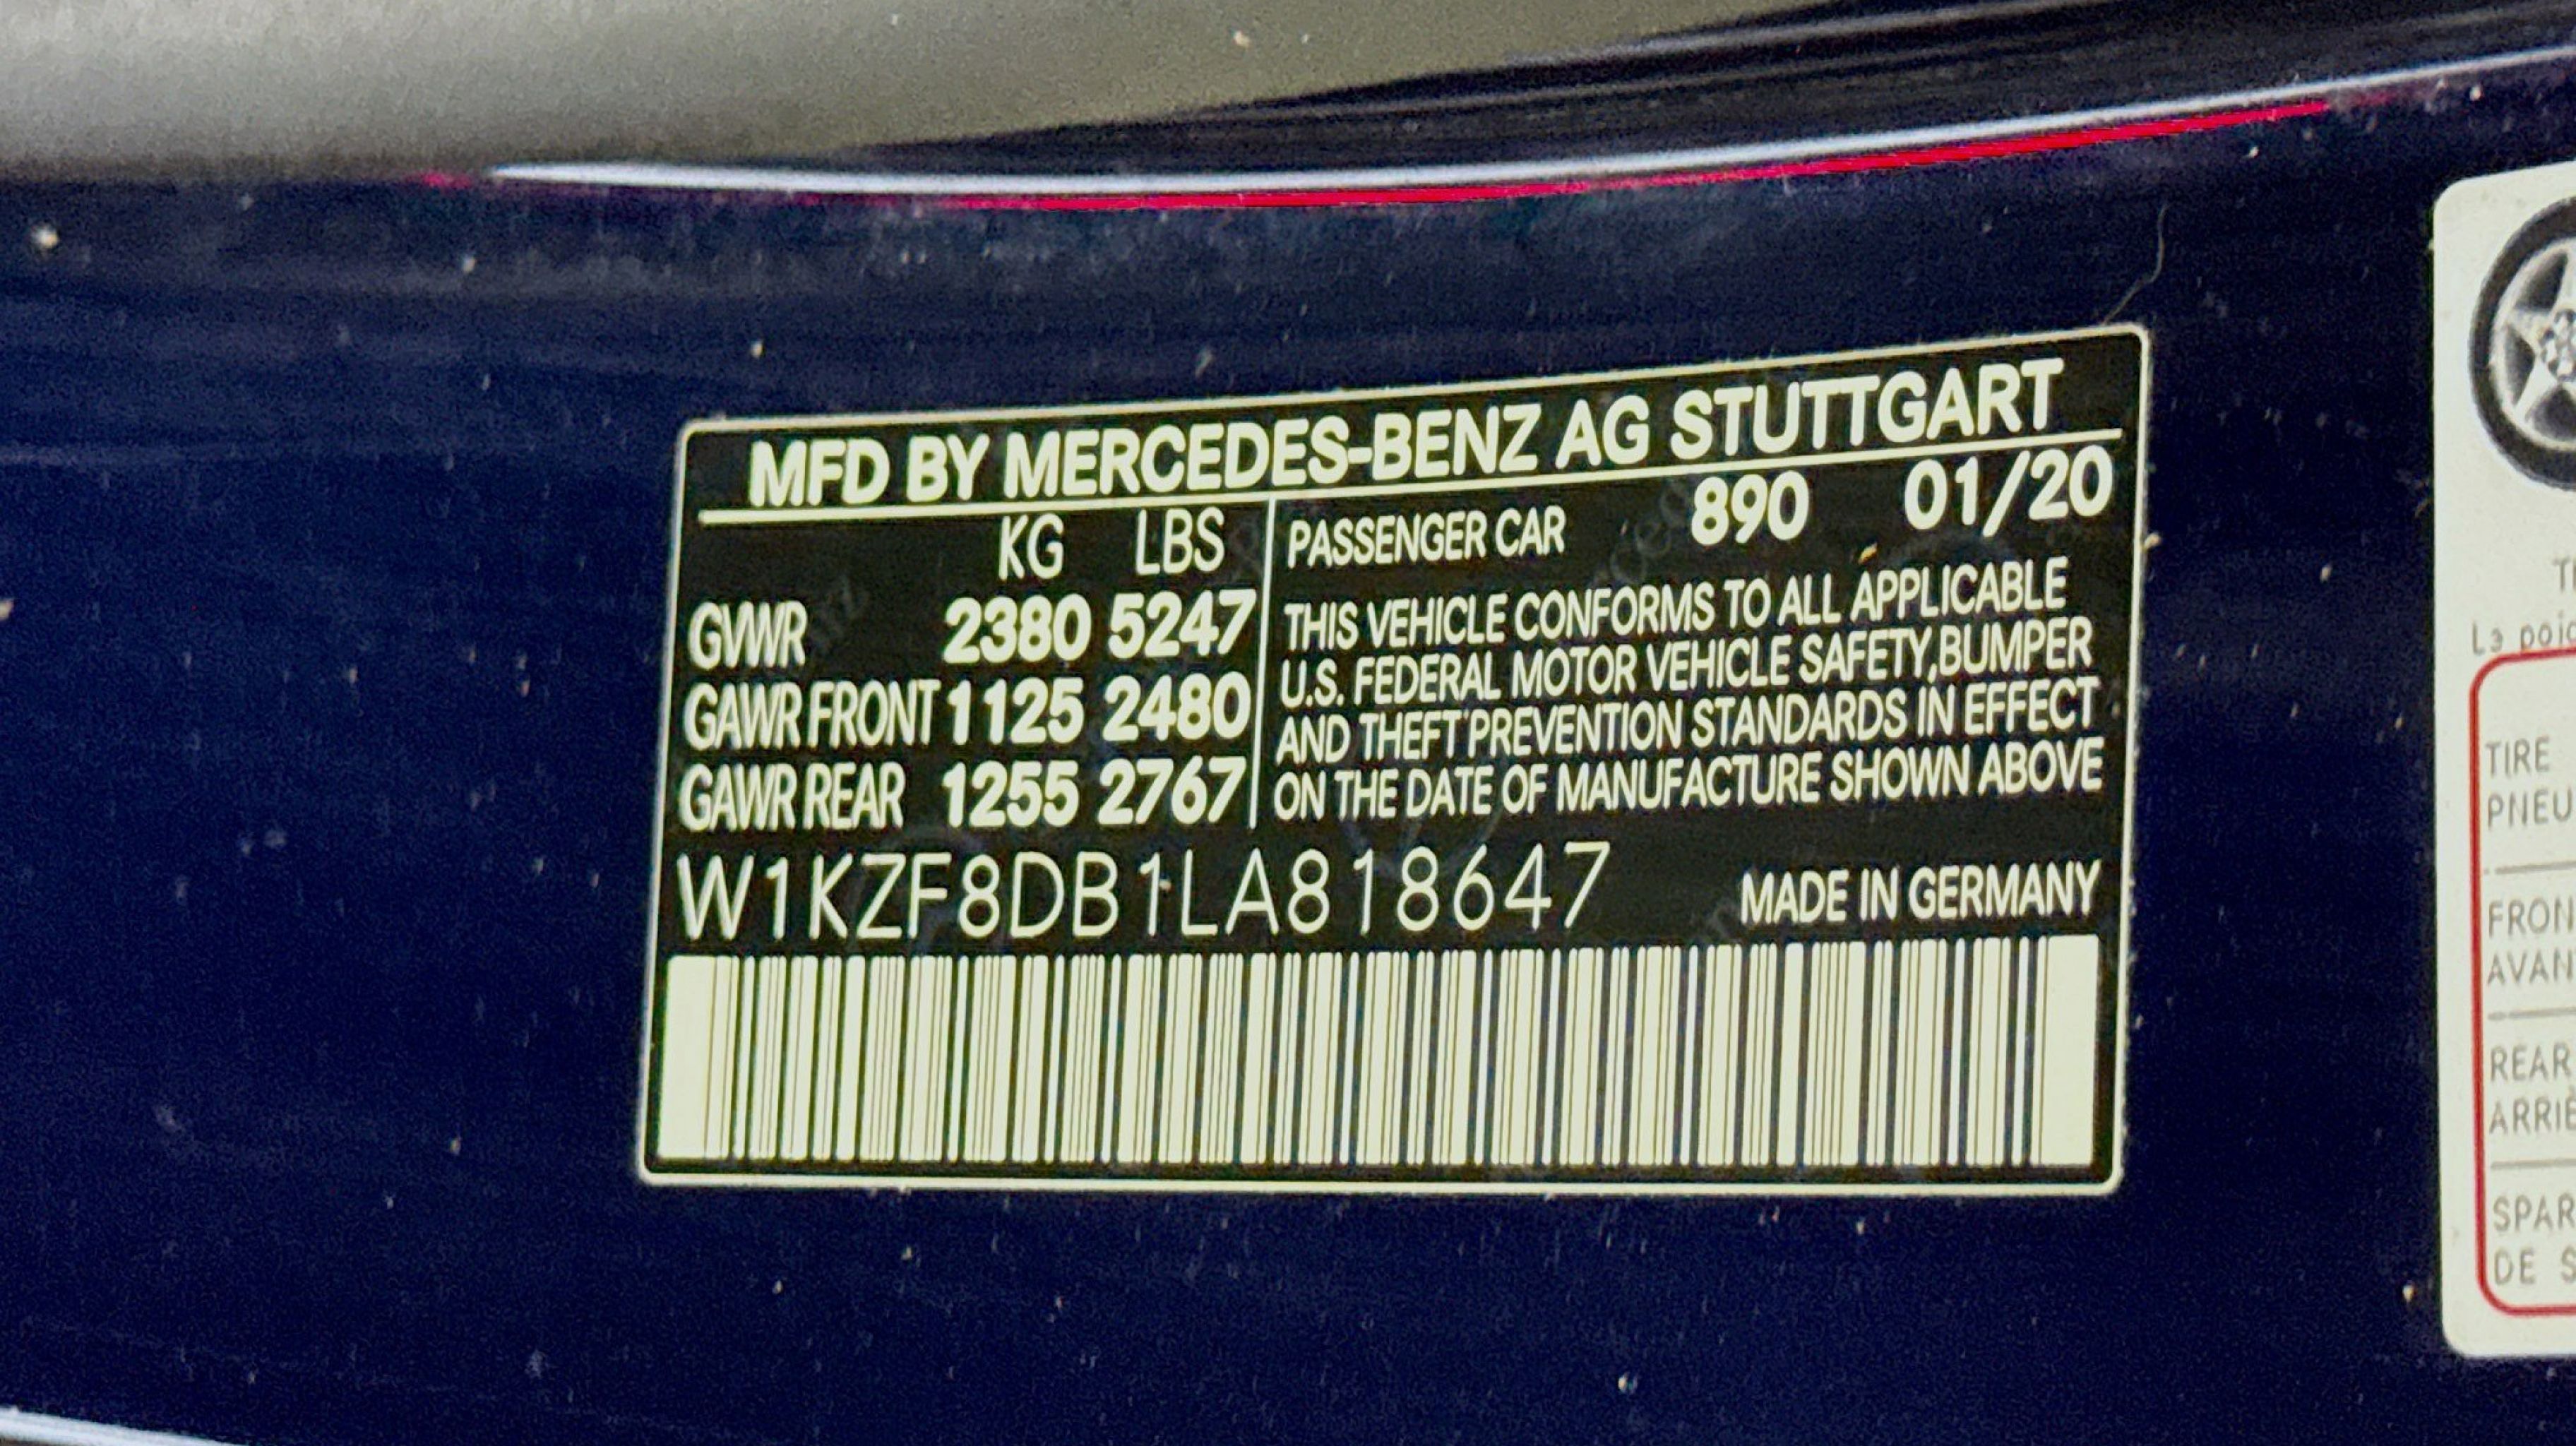 MFD BY MERCEDES-BENZ AG STUTTGART
KG LBS
GVWR 2380 5247
GAWR FRONT 1125 2480
GAWR REAR 1255 2767
PASSENGER CAR 890 01/20
THIS VEHICLE CONFORMS TO ALL APPLICABLE
U.S. FEDERAL MOTOR VEHICLE SAFETY,BUMPER
AND THEFT PREVENTION STANDARDS IN EFFECT
ON THE DATE OF MANUFACTURE SHOWN ABOVE
W1KZF8DB1LA818647 MADE IN GERMANY
TIRE
PNEU
FRON
AVAN
REAR
ARRIÈ
SPAR
DE S